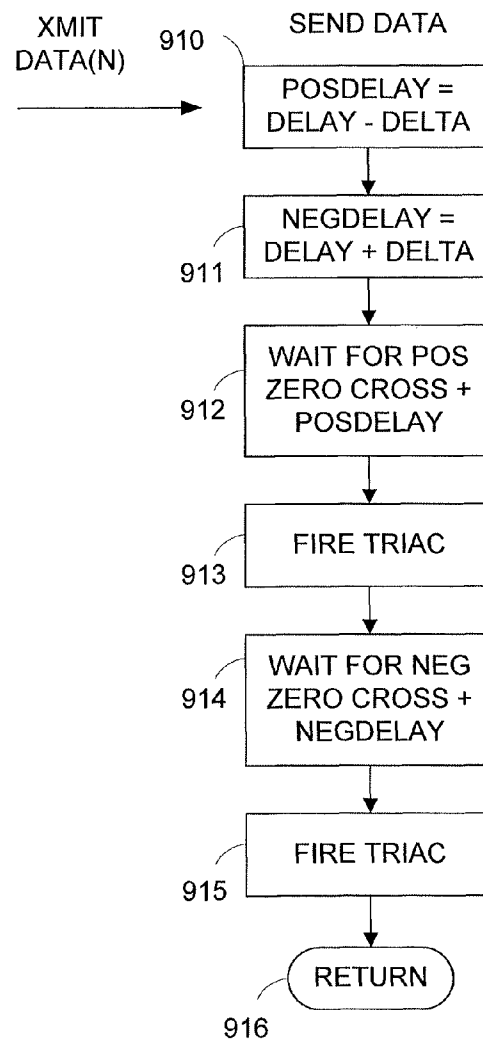 XMIT
DATA(N)
SEND DATA
910
POSDELAY =
DELAY - DELTA
911
NEGDELAY =
DELAY + DELTA
912
WAIT FOR POS
ZERO CROSS +
POSDELAY
913
FIRE TRIAC
914
WAIT FOR NEG
ZERO CROSS +
NEGDELAY
915
FIRE TRIAC
916
RETURN